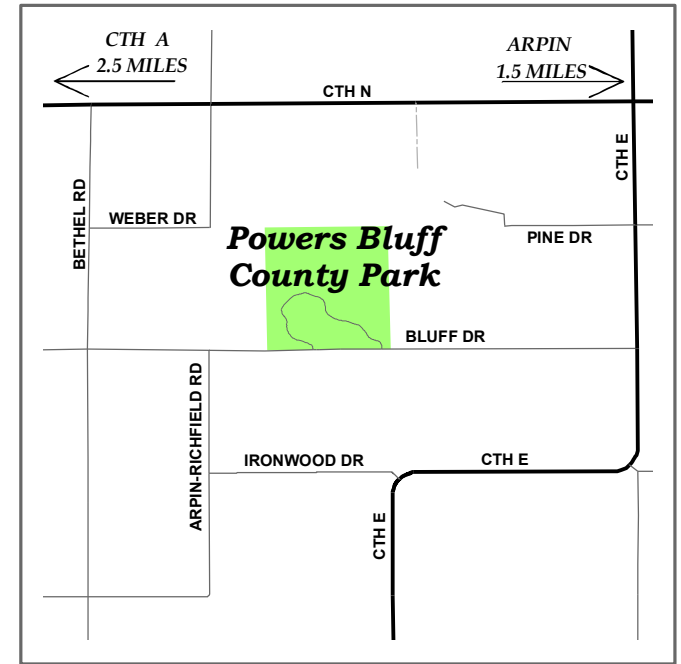 CTH A
2.5 MILES
ARPIN
1.5 MILES
CTH N
CTH E
BETHEL RD
WEBER DR
Powers Bluff
County Park
PINE DR
BLUFF DR
ARPIN-RICHFIELD RD
IRONWOOD DR
CTH E
CTH E